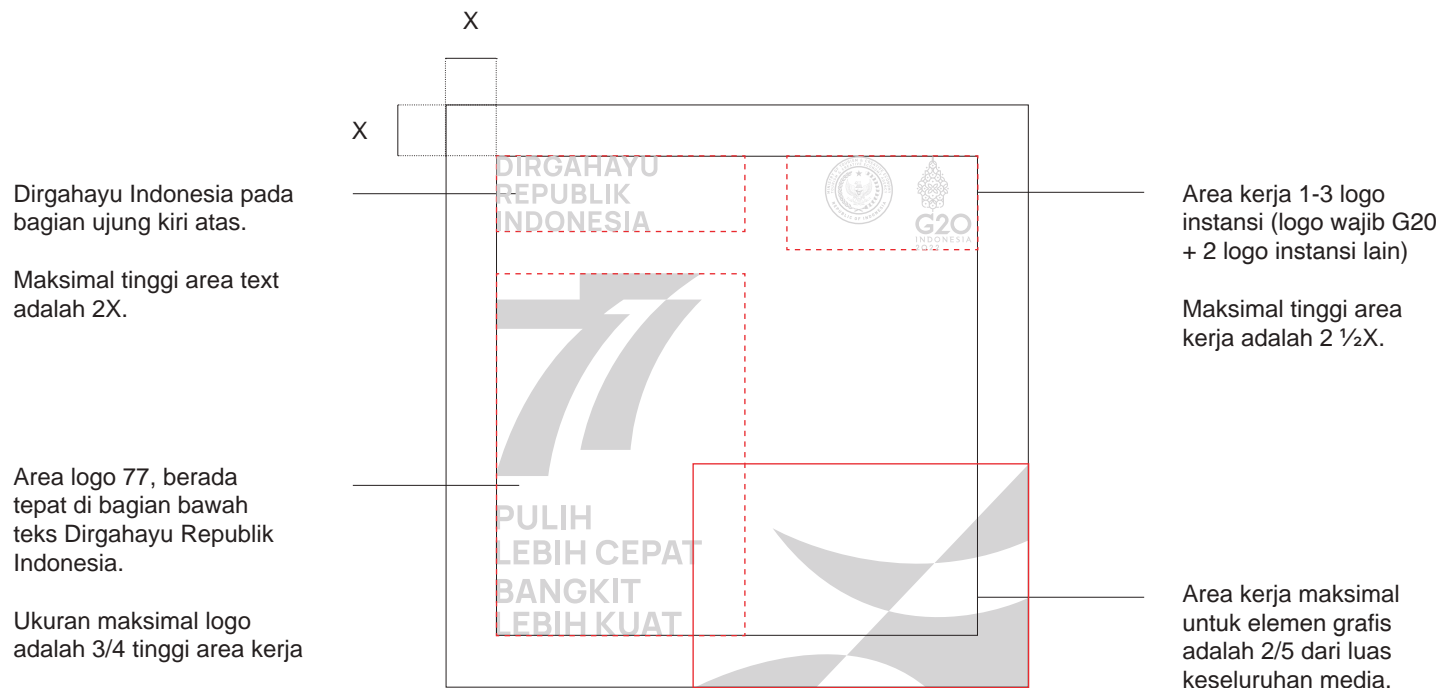 X
X
Dirgahayu Indonesia pada
bagian ujung kiri atas.
Maksimal tinggi area text
adalah 2X.
Area logo 77, berada
tepat di bagian bawah
teks Dirgahayu Republik
Indonesia.
Ukuran maksimal logo
adalah 3/4 tinggi area kerja
DIRGAHAYU
REPUBLIK
INDONESIA
77
PULIH
LEBIH CEPAT
BANGKIT
LEBIH KUAT
REPUBLIK INDONESIA
G20
INDONESIA
2022
Area kerja 1-3 logo
instansi (logo wajib G20
+ 2 logo instansi lain)
Maksimal tinggi area
kerja adalah 2 ½X.
Area kerja maksimal
untuk elemen grafis
adalah 2/5 dari luas
keseluruhan media.